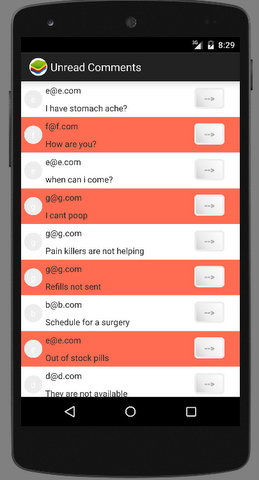 8:29
Unread Comments
e@e.com
I have stomach ache?
-->
f@f.com
How are you?
-->
e@e.com
when can i come?
-->
g@g.com
I cant poop
-->
g@g.com
Pain killers are not helping
-->
g@g.com
Refills not sent
-->
b@b.com
Schedule for a surgery
-->
e@e.com
Out of stock pills
-->
d@d.com
They are not available
-->